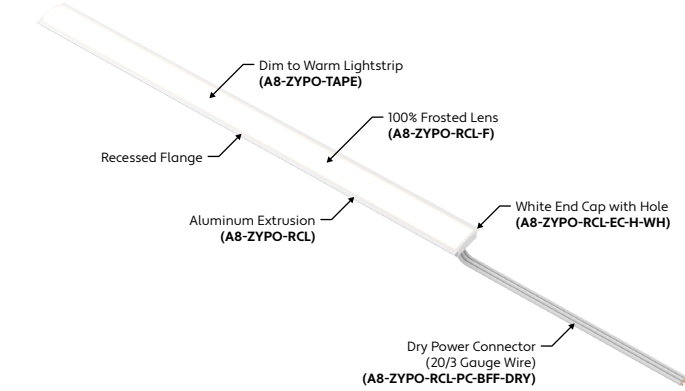 Dim to Warm Lightstrip
(A8-ZYPO-TAPE)
100% Frosted Lens
(A8-ZYPO-RCL-F)
Recessed Flange
Aluminum Extrusion
(A8-ZYPO-RCL)
White End Cap with Hole
(A8-ZYPO-RCL-EC-H-WH)
Dry Power Connector
(20/3 Gauge Wire)
(A8-ZYPO-RCL-PC-BFF-DRY)